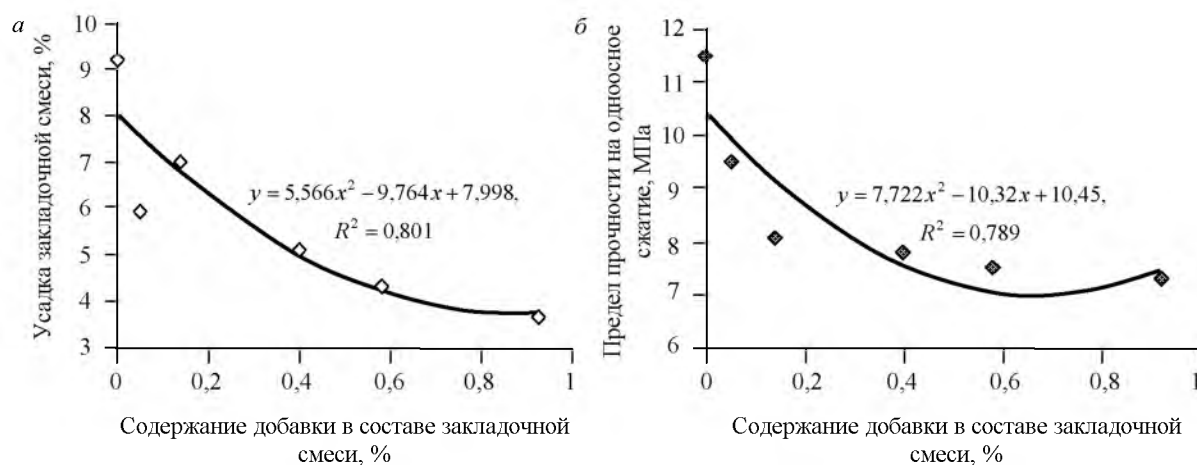 а
Усадка закладочной смеси, %
10
9
8
7
6
5
4
3
y = 5,566x² − 9,764x + 7,998,
R² = 0,801
0 0,2 0,4 0,6 0,8 1
Содержание добавки в составе закладочной
смеси, %
б
Предел прочности на одноосное
сжатие, МПа
12
11
10
9
8
7
6
y = 7,722x² − 10,32x + 10,45,
R² = 0,789
0 0,2 0,4 0,6 0,8 1
Содержание добавки в составе закладочной
смеси, %